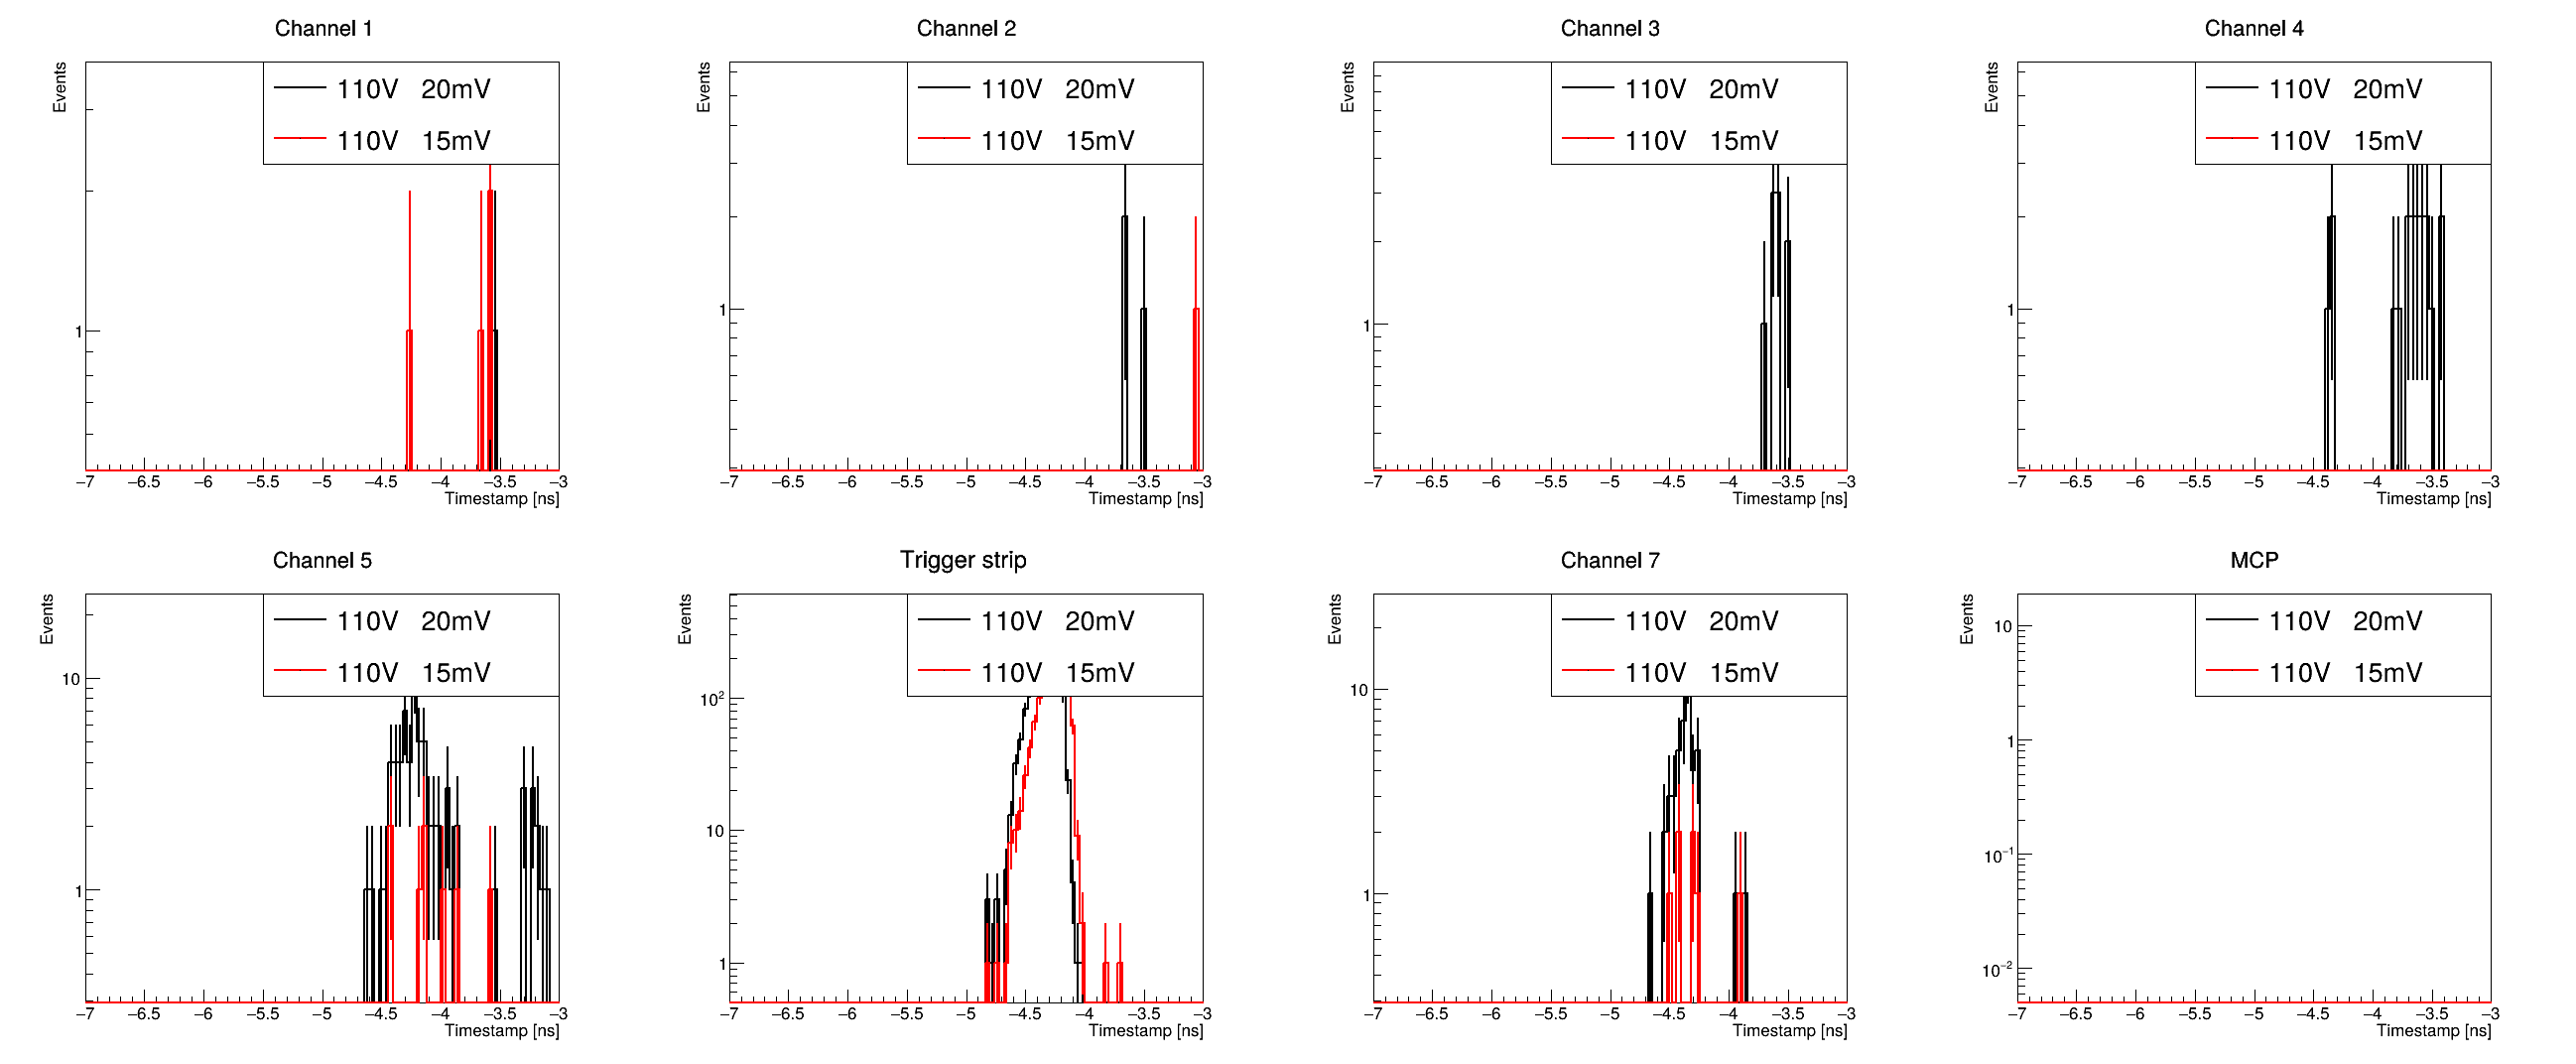 Channel 1
Events
110V 20mV
110V 15mV
1
−7 −6.5 −6 −5.5 −5 −4.5 −4 −3.5 −3
Timestamp [ns]
Channel 2
Events
110V 20mV
110V 15mV
1
−7 −6.5 −6 −5.5 −5 −4.5 −4 −3.5 −3
Timestamp [ns]
Channel 3
Events
110V 20mV
110V 15mV
1
−7 −6.5 −6 −5.5 −5 −4.5 −4 −3.5 −3
Timestamp [ns]
Channel 4
Events
110V 20mV
110V 15mV
1
−7 −6.5 −6 −5.5 −5 −4.5 −4 −3.5 −3
Timestamp [ns]
Channel 5
Events
110V 20mV
110V 15mV
10
1
−7 −6.5 −6 −5.5 −5 −4.5 −4 −3.5 −3
Timestamp [ns]
Trigger strip
Events
110V 20mV
110V 15mV
10²
10
1
−7 −6.5 −6 −5.5 −5 −4.5 −4 −3.5 −3
Timestamp [ns]
Channel 7
Events
110V 20mV
110V 15mV
10
1
−7 −6.5 −6 −5.5 −5 −4.5 −4 −3.5 −3
Timestamp [ns]
MCP
Events
110V 20mV
110V 15mV
10
1
10⁻¹
10⁻²
−7 −6.5 −6 −5.5 −5 −4.5 −4 −3.5 −3
Timestamp [ns]